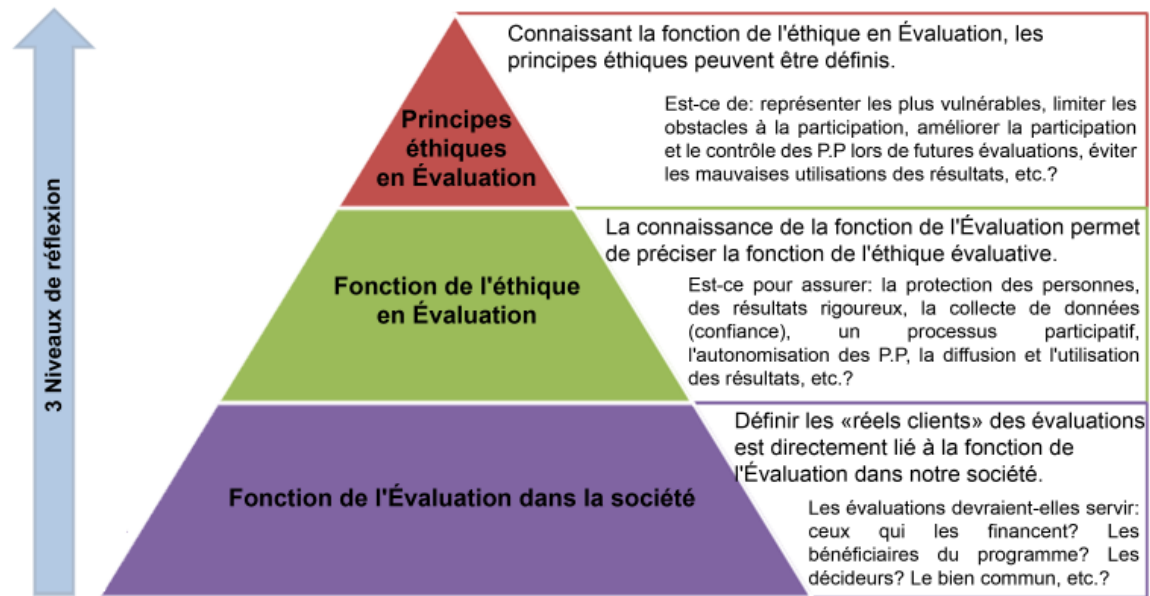 3 Niveaux de réflexion
Principes
éthiques
en Évaluation
Connaissant la fonction de l'éthique en Évaluation, les
principes éthiques peuvent être définis.
Est-ce de: représenter les plus vulnérables, limiter les
obstacles à la participation, améliorer la participation
et le contrôle des P.P lors de futures évaluations, éviter
les mauvaises utilisations des résultats, etc.?
Fonction de l'éthique
en Évaluation
La connaissance de la fonction de l'Évaluation permet
de préciser la fonction de l'éthique évaluative.
Est-ce pour assurer: la protection des personnes,
des résultats rigoureux, la collecte de données
(confiance), un processus participatif,
l'autonomisation des P.P, la diffusion et l'utilisation
des résultats, etc.?
Fonction de l'Évaluation dans la société
Définir les «réels clients» des évaluations
est directement lié à la fonction de
l'Évaluation dans notre société.
Les évaluations devraient-elles servir:
ceux qui les financent? Les
bénéficiaires du programme? Les
décideurs? Le bien commun, etc.?